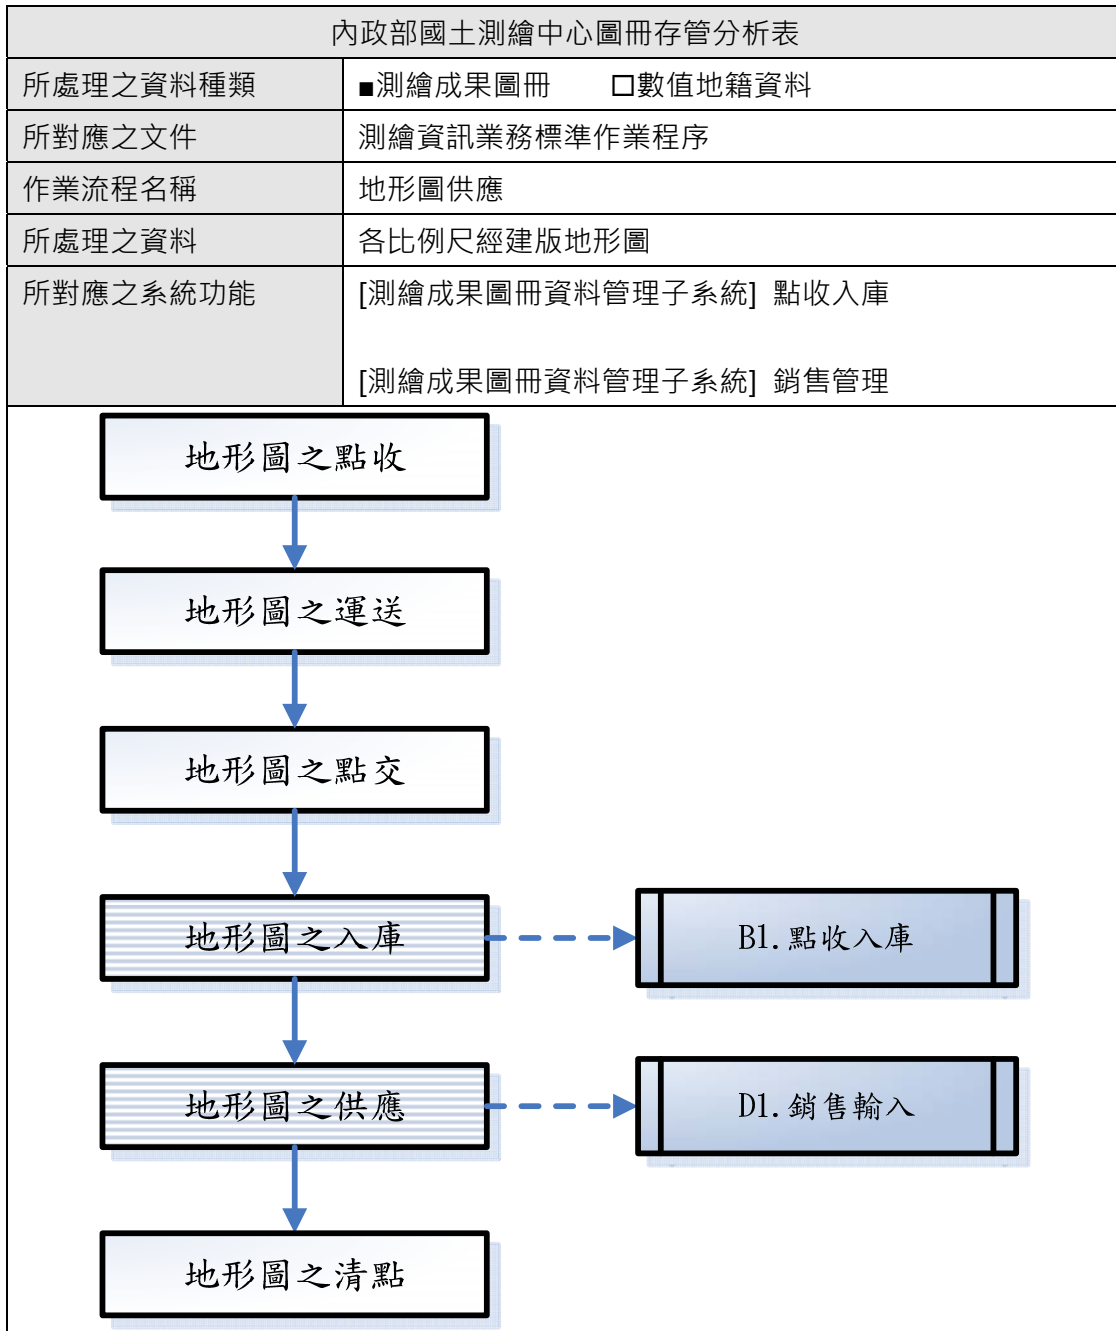 內政部國土測繪中心圖冊存管分析表
所處理之資料種類 ■測繪成果圖冊 □數值地籍資料
所對應之文件 測繪資訊業務標準作業程序
作業流程名稱 地形圖供應
所處理之資料 各比例尺經建版地形圖
所對應之系統功能 [測繪成果圖冊資料管理子系統] 點收入庫
[測繪成果圖冊資料管理子系統] 銷售管理
地形圖之點收
地形圖之運送
地形圖之點交
地形圖之入庫 B1.點收入庫
地形圖之供應 D1.銷售輸入
地形圖之清點